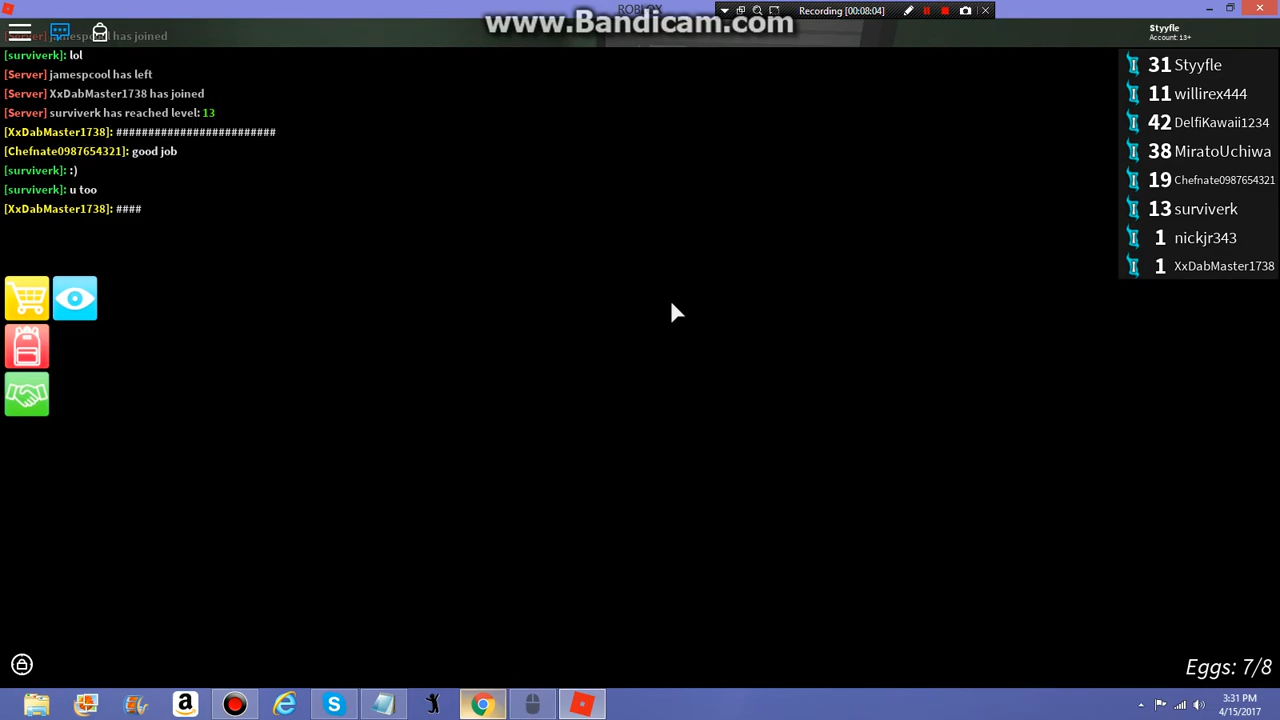 ROBLOX
www.Bandicam.com
Recording [00:08:04]
Styyfle
Account: 13+
[Server] jamespcool has joined
[surviverk]: lol
[Server] jamespcool has left
[Server] XxDabMaster1738 has joined
[Server] surviverk has reached level: 13
[XxDabMaster1738]: #########################
[Chefnate0987654321]: good job
[surviverk]: :)
[surviverk]: u too
[XxDabMaster1738]: ####
31 Styyfle
11 willirex444
42 DelfiKawaii1234
38 MiratoUchiwa
19 Chefnate0987654321
13 surviverk
1 nickjr343
1 XxDabMaster1738
Eggs: 7/8
3:31 PM
4/15/2017